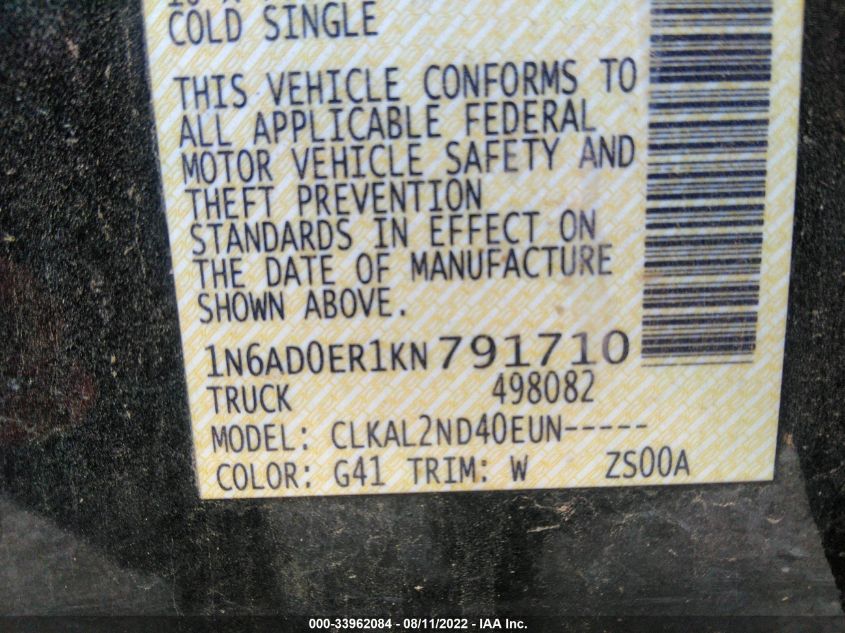 COLD SINGLE
THIS VEHICLE CONFORMS TO
ALL APPLICABLE FEDERAL
MOTOR VEHICLE SAFETY AND
THEFT PREVENTION
STANDARDS IN EFFECT ON
THE DATE OF MANUFACTURE
SHOWN ABOVE.
1N6AD0ER1KN791710
TRUCK 498082
MODEL: CLKAL2ND40EUN-----
COLOR: G41 TRIM: W ZS00A
000-33962084 - 08/11/2022 - IAA Inc.